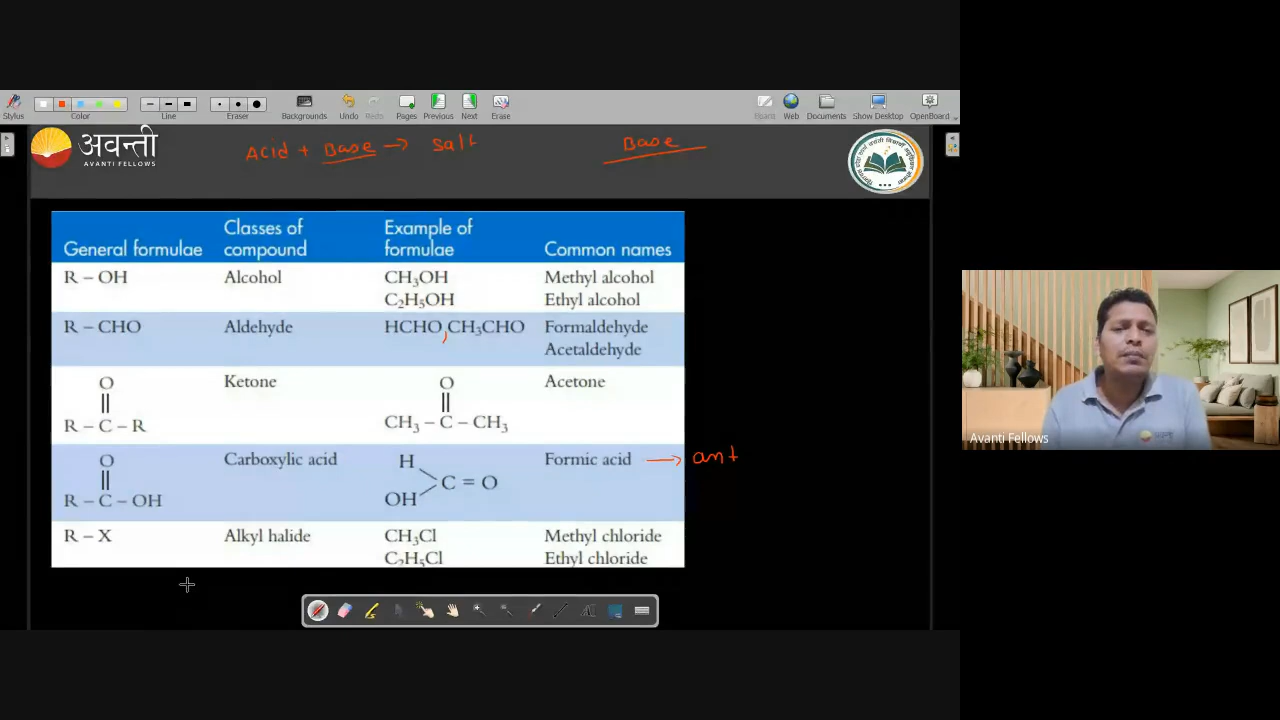 Stylus
Color
Line
Eraser
Backgrounds
Undo
Redo
Pages
Previous
Next
Erase
Web
Documents
Show Desktop
OpenBoard
अवन्ती
AVANTI FELLOWS
Acid + Base → Salt
Base
General formulae
Classes of compound
Example of formulae
Common names
R – OH
Alcohol
CH₃OH
C₂H₅OH
Methyl alcohol
Ethyl alcohol
R – CHO
Aldehyde
HCHO, CH₃CHO
Formaldehyde
Acetaldehyde
O
||
R – C – R
Ketone
O
||
CH₃ – C – CH₃
Acetone
O
||
R – C – OH
Carboxylic acid
H
C = O
OH
Formic acid → ant
R – X
Alkyl halide
CH₃Cl
C₂H₅Cl
Methyl chloride
Ethyl chloride
Avanti Fellows